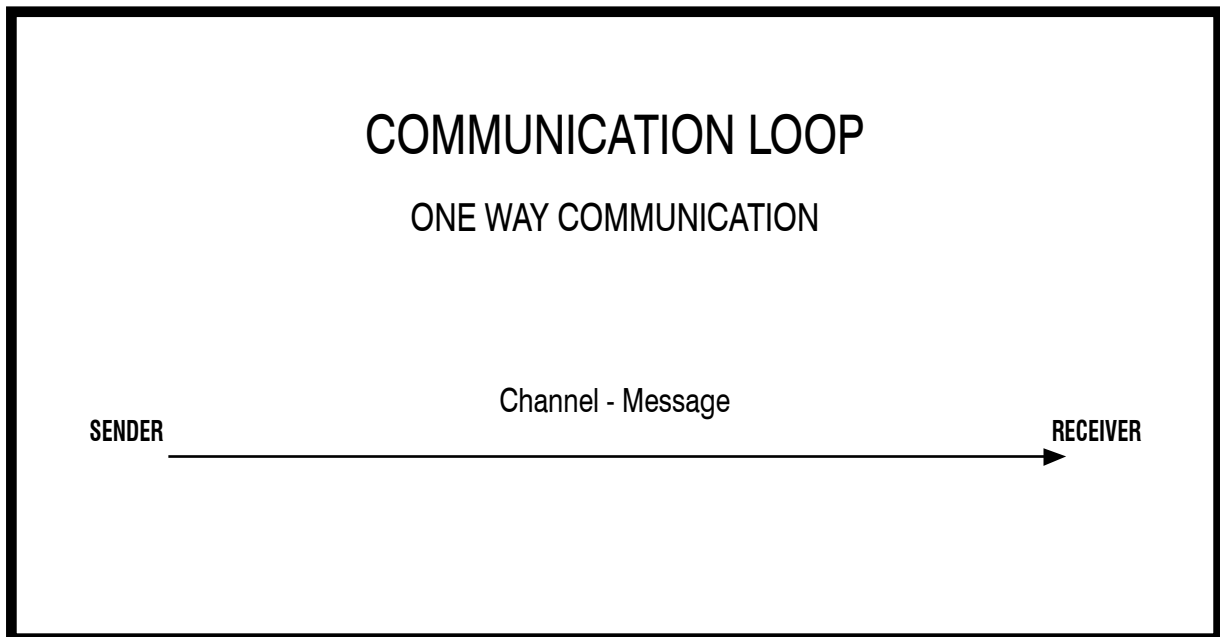 COMMUNICATION LOOP
ONE WAY COMMUNICATION
Channel - Message
SENDER
RECEIVER